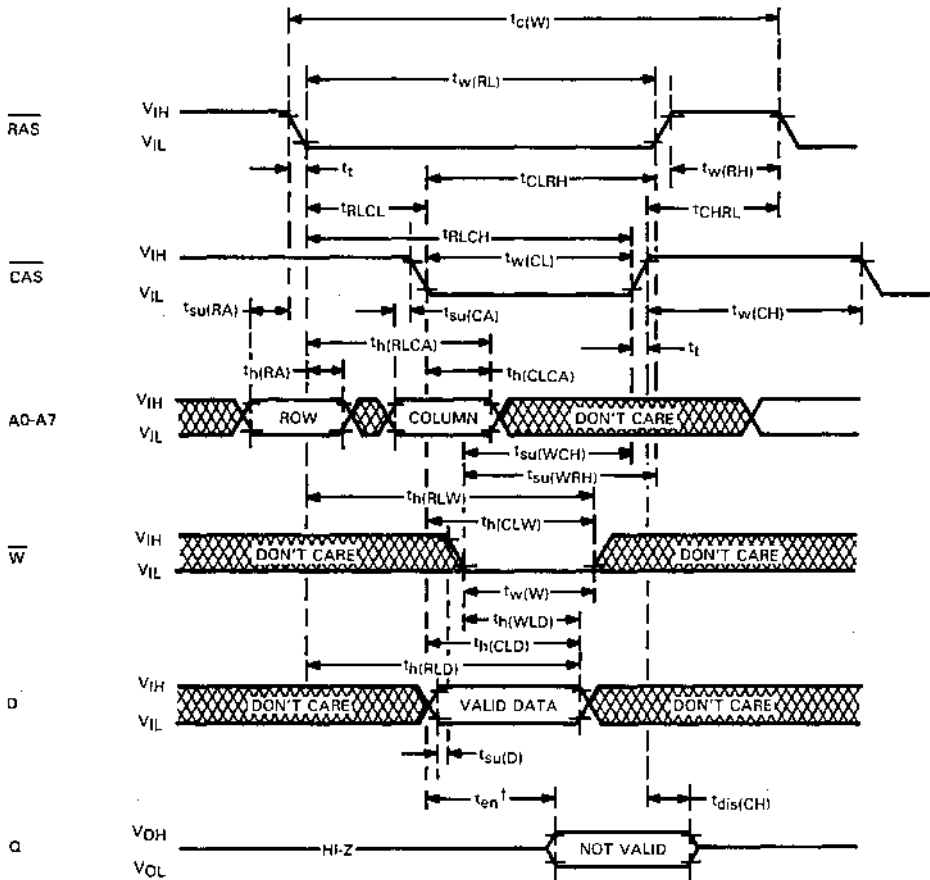 tc(W)
tw(RL)
RAS
VIH
VIL
tt
tCLRH
tw(RH)
tRLCL
tCHRL
tRLCH
CAS
VIH
tw(CL)
VIL
tsu(RA)
tsu(CA)
tw(CH)
th(RLCA)
tt
th(RA)
th(CLCA)
A0-A7
VIH
ROW
COLUMN
DON'T CARE
VIL
tsu(WCH)
tsu(WRH)
th(RLW)
th(CLW)
W
VIH
DON'T CARE
DON'T CARE
VIL
tw(W)
th(WLD)
th(CLD)
th(RLD)
D
VIH
DON'T CARE
VALID DATA
DON'T CARE
VIL
tsu(D)
ten†
tdis(CH)
Q
VOH
HI-Z
NOT VALID
VOL